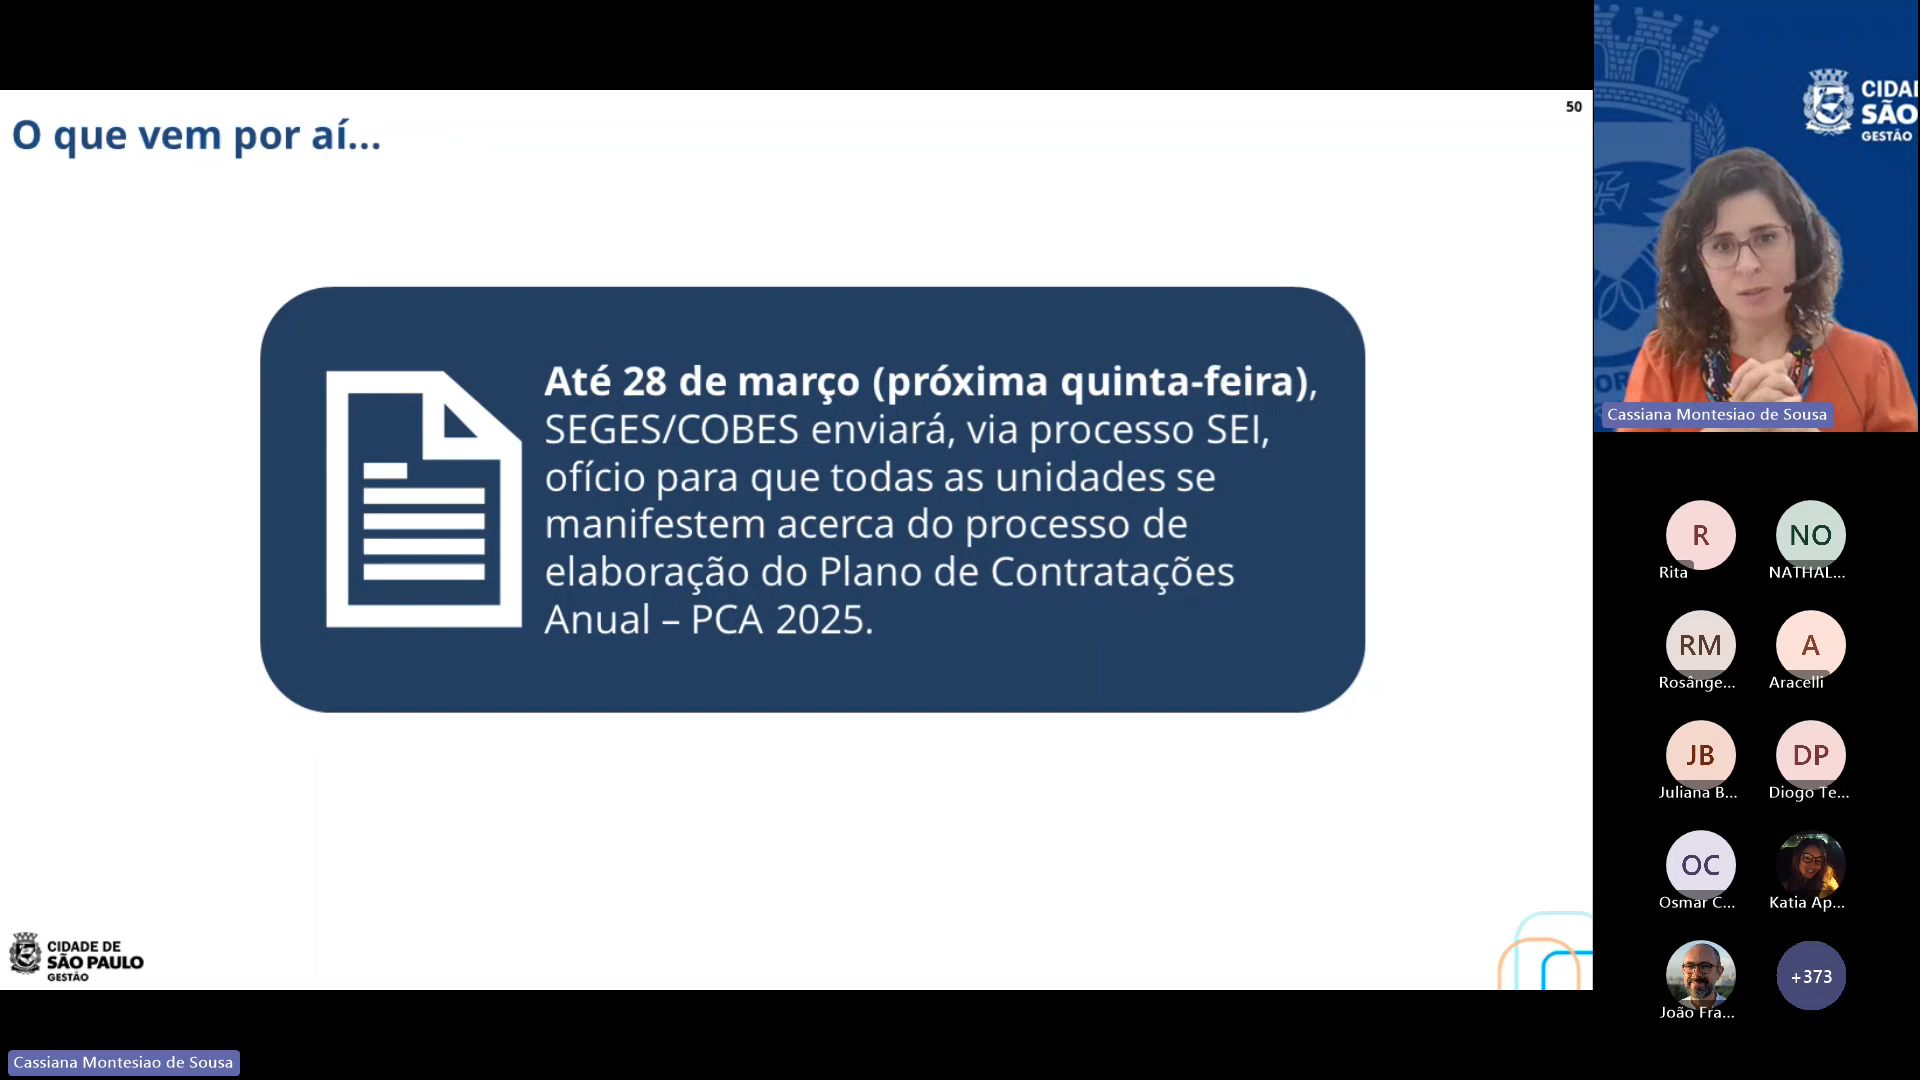 50
O que vem por aí...
Até 28 de março (próxima quinta-feira),
SEGES/COBES enviará, via processo SEI,
ofício para que todas as unidades se
manifestem acerca do processo de
elaboração do Plano de Contratações
Anual – PCA 2025.
CIDADE DE
SÃO PAULO
GESTÃO
Cassiana Montesiao de Sousa
CIDA
SÃO
GESTÃO
Cassiana Montesiao de Sousa
R
Rita
NO
NATHAL...
RM
Rosânge...
A
Aracelli
JB
Juliana B...
DP
Diogo Te...
OC
Osmar C...
Katia Ap...
João Fra...
+373